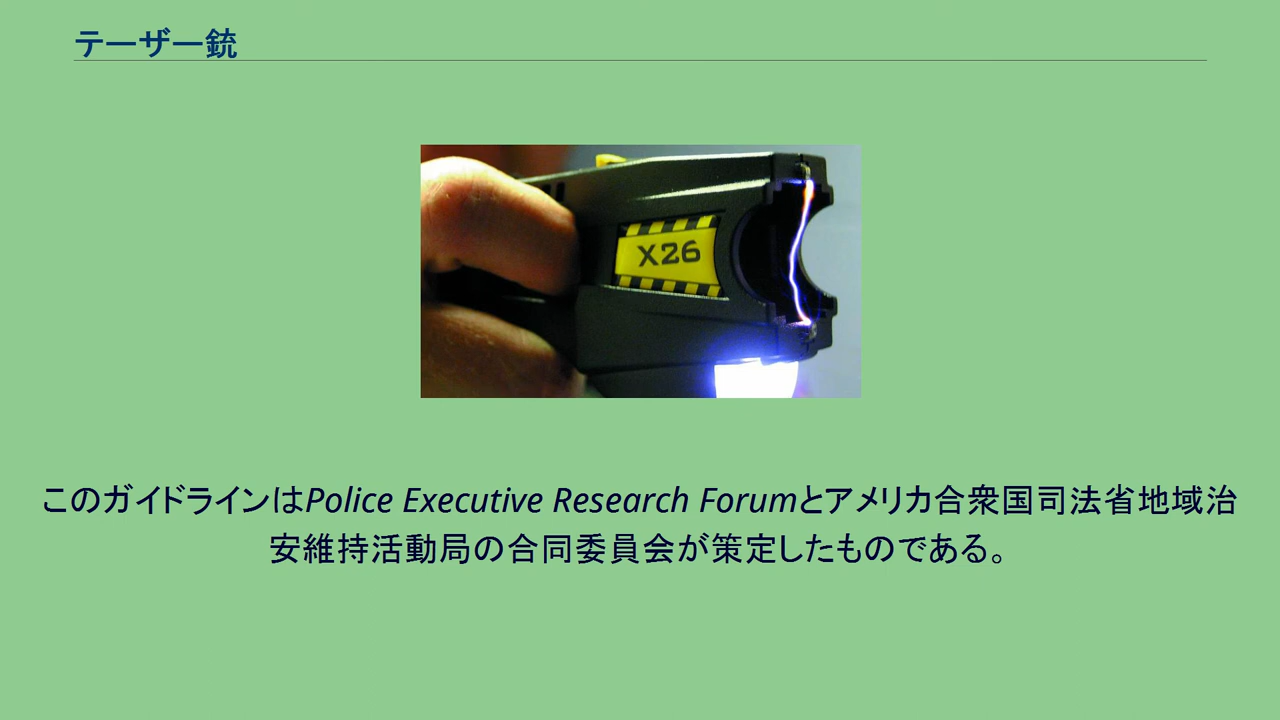 テーザー銃
X26
このガイドラインはPolice Executive Research Forumとアメリカ合衆国司法省地域治
安維持活動局の合同委員会が策定したものである。